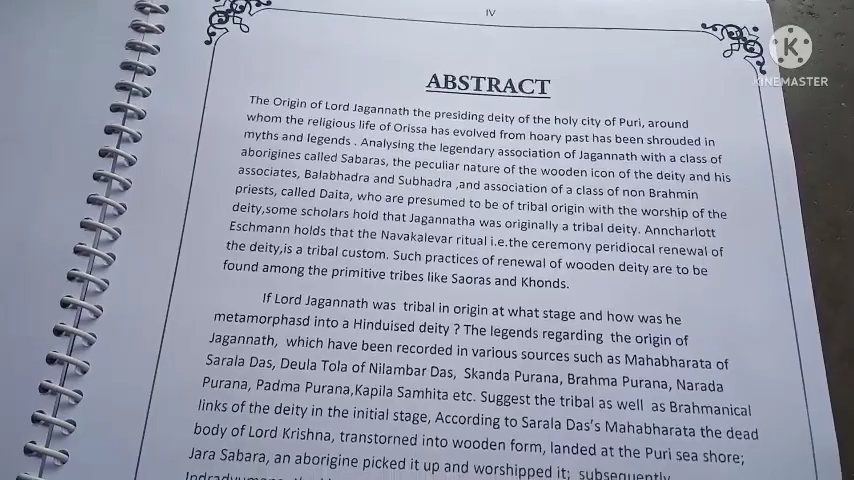 IV
K
KINEMASTER
ABSTRACT
The Origin of Lord Jagannath the presiding deity of the holy city of Puri, around
whom the religious life of Orissa has evolved from hoary past has been shrouded in
myths and legends . Analysing the legendary association of Jagannath with a class of
aborigines called Sabaras, the peculiar nature of the wooden icon of the deity and his
associates, Balabhadra and Subhadra ,and association of a class of non Brahmin
priests, called Daita, who are presumed to be of tribal origin with the worship of the
deity,some scholars hold that Jagannatha was originally a tribal deity. Anncharlott
Eschmann holds that the Navakalevar ritual i.e.the ceremony peridiocal renewal of
the deity,is a tribal custom. Such practices of renewal of wooden deity are to be
found among the primitive tribes like Saoras and Khonds.
If Lord Jagannath was tribal in origin at what stage and how was he
metamorphasd into a Hinduised deity ? The legends regarding the origin of
Jagannath, which have been recorded in various sources such as Mahabharata of
Sarala Das, Deula Tola of Nilambar Das, Skanda Purana, Brahma Purana, Narada
Purana, Padma Purana,Kapila Samhita etc. Suggest the tribal as well as Brahmanical
links of the deity in the initial stage, According to Sarala Das's Mahabharata the dead
body of Lord Krishna, transtorned into wooden form, landed at the Puri sea shore;
Jara Sabara, an aborigine picked it up and worshipped it; subsequently